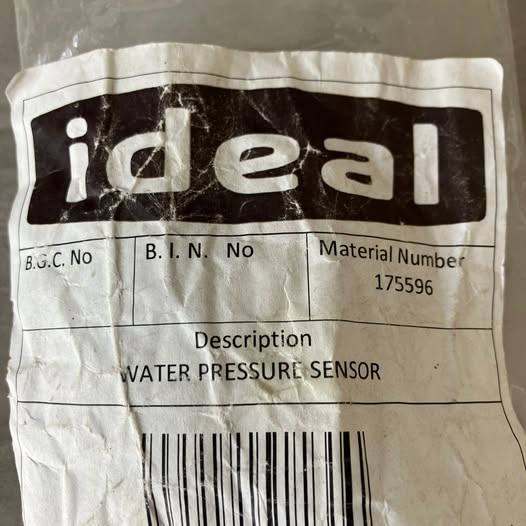 ideal
B.G.C. No
B. I. N. No
Material Number
175596
Description
WATER PRESSURE SENSOR